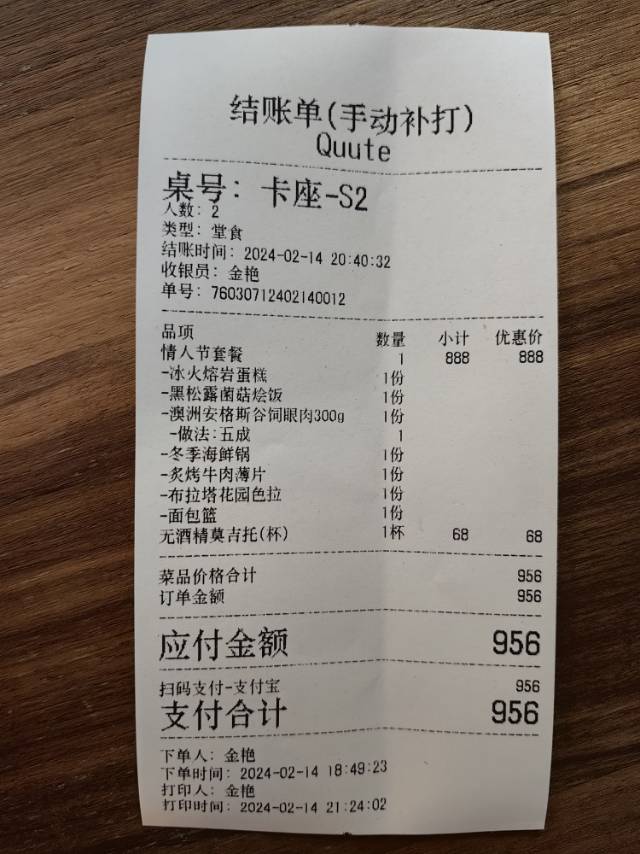 结账单(手动补打)
Quute
桌号: 卡座-S2
人数: 2
类型: 堂食
结账时间: 2024-02-14 20:40:32
收银员: 金艳
单号: 76030712402140012
品项 数量 小计 优惠价
情人节套餐 1 888 888
-冰火熔岩蛋糕 1份
-黑松露菌菇烩饭 1份
-澳洲安格斯谷饲眼肉300g 1份
-做法:五成 1
-冬季海鲜锅 1份
-炙烤牛肉薄片 1份
-布拉塔花园色拉 1份
-面包篮 1份
无酒精莫吉托(杯) 1杯 68 68
菜品价格合计 956
订单金额 956
应付金额 956
扫码支付-支付宝 956
支付合计 956
下单人: 金艳
下单时间: 2024-02-14 18:49:23
打印人: 金艳
打印时间: 2024-02-14 21:24:02